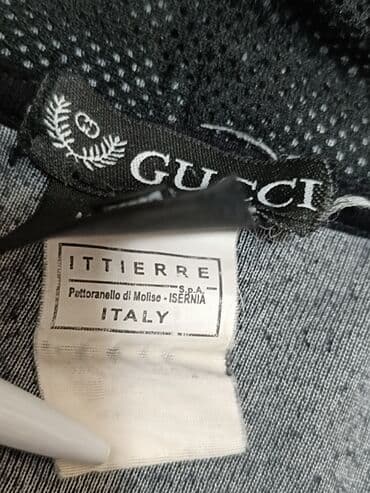 GUCCI
ITTIERRE
S.p.A.
Pettoranello di Molise - ISERNIA
ITALY